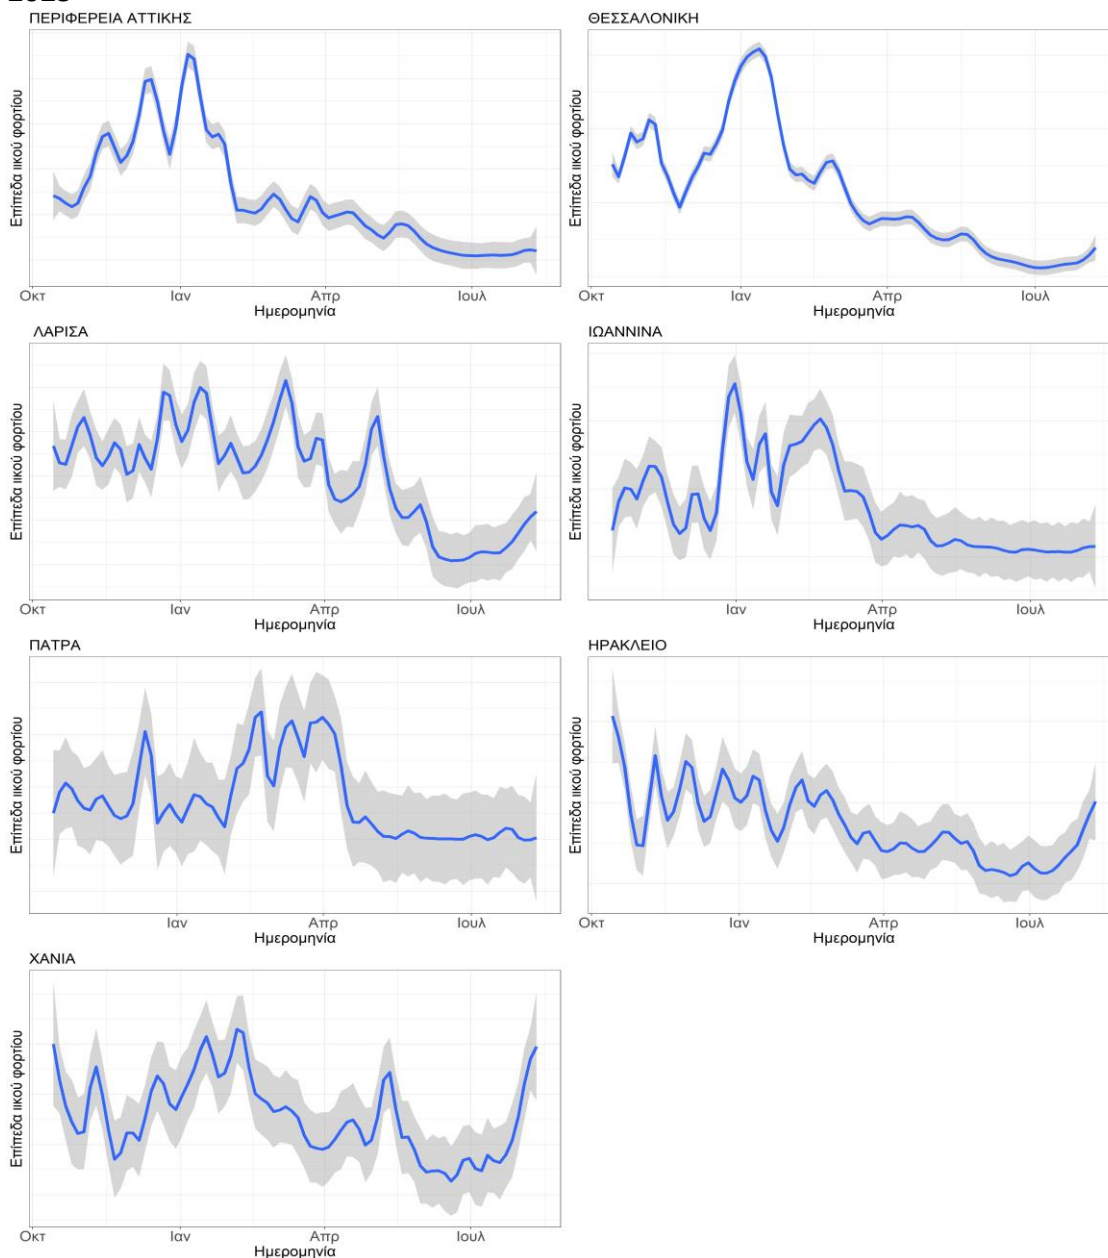 ΠΕΡΙΦΕΡΕΙΑ ΑΤΤΙΚΗΣ
Επίπεδα ιικού φορτίου
Οκτ Ιαν Απρ Ιουλ
Ημερομηνία
ΘΕΣΣΑΛΟΝΙΚΗ
Επίπεδα ιικού φορτίου
Οκτ Ιαν Απρ Ιουλ
Ημερομηνία
ΛΑΡΙΣΑ
Επίπεδα ιικού φορτίου
Οκτ Ιαν Απρ Ιουλ
Ημερομηνία
ΙΩΑΝΝΙΝΑ
Επίπεδα ιικού φορτίου
Ιαν Απρ Ιουλ
Ημερομηνία
ΠΑΤΡΑ
Επίπεδα ιικού φορτίου
Ιαν Απρ Ιουλ
Ημερομηνία
ΗΡΑΚΛΕΙΟ
Επίπεδα ιικού φορτίου
Οκτ Ιαν Απρ Ιουλ
Ημερομηνία
ΧΑΝΙΑ
Επίπεδα ιικού φορτίου
Οκτ Ιαν Απρ Ιουλ
Ημερομηνία